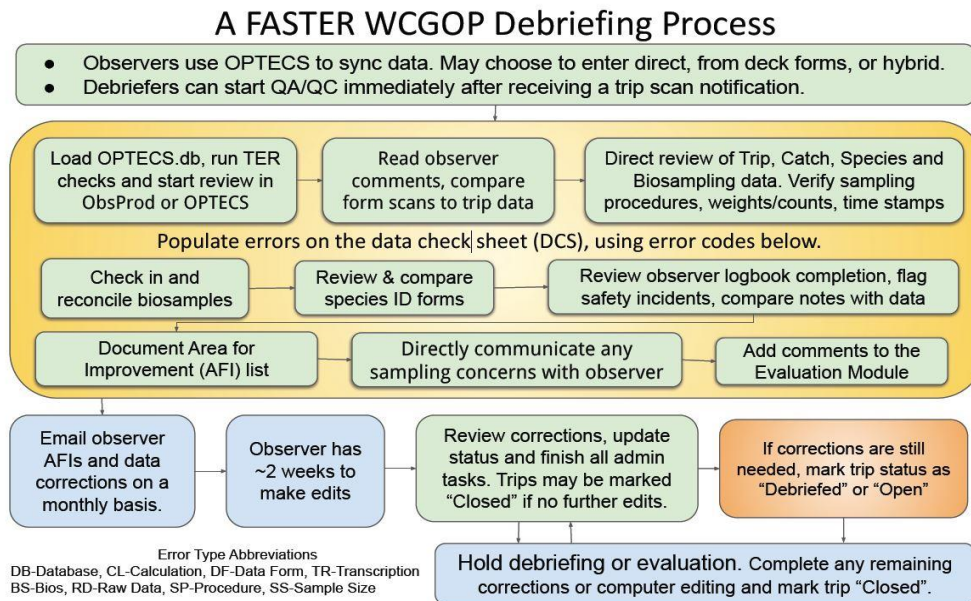 A FASTER WCGOP Debriefing Process
● Observers use OPTECS to sync data. May choose to enter direct, from deck forms, or hybrid.
● Debriefers can start QA/QC immediately after receiving a trip scan notification.
Load OPTECS.db, run TER
checks and start review in
ObsProd or OPTECS
Read observer
comments, compare
form scans to trip data
Direct review of Trip, Catch, Species and
Biosampling data. Verify sampling
procedures, weights/counts, time stamps
Populate errors on the data check sheet (DCS), using error codes below.
Check in and
reconcile biosamples
Review & compare
species ID forms
Review observer logbook completion, flag
safety incidents, compare notes with data
Document Area for
Improvement (AFI) list
Directly communicate any
sampling concerns with observer
Add comments to the
Evaluation Module
Email observer
AFIs and data
corrections on a
monthly basis.
Observer has
~2 weeks to
make edits
Review corrections, update
status and finish all admin
tasks. Trips may be marked
“Closed” if no further edits.
If corrections are still
needed, mark trip status as
“Debriefed” or “Open”
Hold debriefing or evaluation. Complete any remaining
corrections or computer editing and mark trip “Closed”.
Error Type Abbreviations
DB-Database, CL-Calculation, DF-Data Form, TR-Transcription
BS-Bios, RD-Raw Data, SP-Procedure, SS-Sample Size